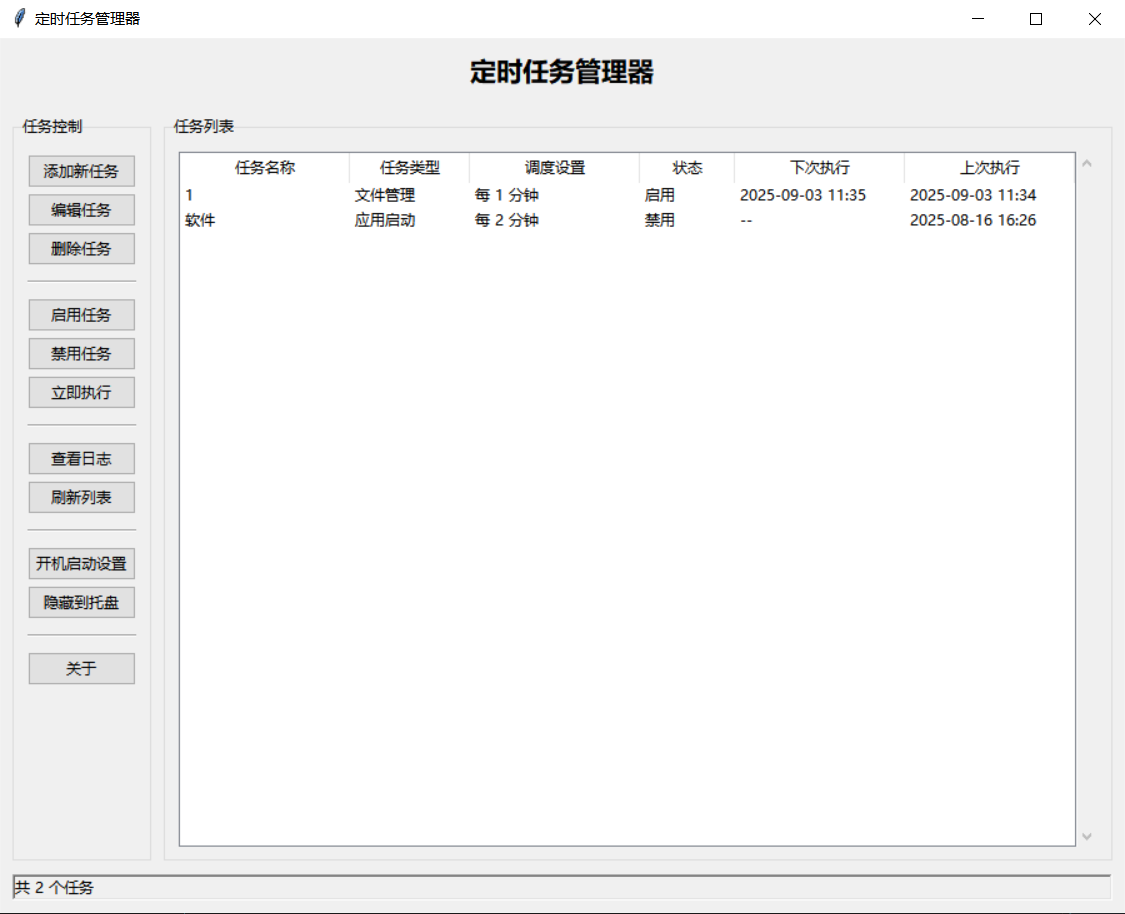 定时任务管理器
定时任务管理器
任务控制
添加新任务
编辑任务
删除任务
启用任务
禁用任务
立即执行
查看日志
刷新列表
开机启动设置
隐藏到托盘
关于
任务列表
任务名称 任务类型 调度设置 状态 下次执行 上次执行
1 文件管理 每 1 分钟 启用 2025-09-03 11:35 2025-09-03 11:34
软件 应用启动 每 2 分钟 禁用 -- 2025-08-16 16:26
共 2 个任务